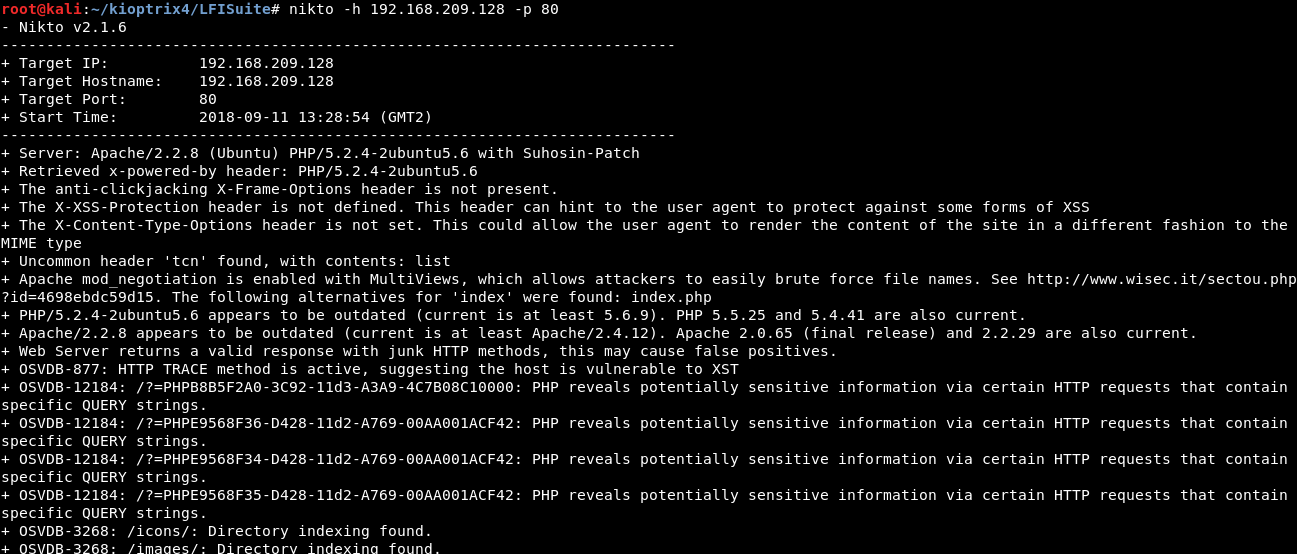 root@kali:~/kioptrix4/LFISuite# nikto -h 192.168.209.128 -p 80
- Nikto v2.1.6
---------------------------------------------------------------------------
+ Target IP:          192.168.209.128
+ Target Hostname:    192.168.209.128
+ Target Port:        80
+ Start Time:         2018-09-11 13:28:54 (GMT2)
---------------------------------------------------------------------------
+ Server: Apache/2.2.8 (Ubuntu) PHP/5.2.4-2ubuntu5.6 with Suhosin-Patch
+ Retrieved x-powered-by header: PHP/5.2.4-2ubuntu5.6
+ The anti-clickjacking X-Frame-Options header is not present.
+ The X-XSS-Protection header is not defined. This header can hint to the user agent to protect against some forms of XSS
+ The X-Content-Type-Options header is not set. This could allow the user agent to render the content of the site in a different fashion to the
MIME type
+ Uncommon header 'tcn' found, with contents: list
+ Apache mod_negotiation is enabled with MultiViews, which allows attackers to easily brute force file names. See http://www.wisec.it/sectou.php
?id=4698ebdc59d15. The following alternatives for 'index' were found: index.php
+ PHP/5.2.4-2ubuntu5.6 appears to be outdated (current is at least 5.6.9). PHP 5.5.25 and 5.4.41 are also current.
+ Apache/2.2.8 appears to be outdated (current is at least Apache/2.4.12). Apache 2.0.65 (final release) and 2.2.29 are also current.
+ Web Server returns a valid response with junk HTTP methods, this may cause false positives.
+ OSVDB-877: HTTP TRACE method is active, suggesting the host is vulnerable to XST
+ OSVDB-12184: /?=PHPB8B5F2A0-3C92-11d3-A3A9-4C7B08C10000: PHP reveals potentially sensitive information via certain HTTP requests that contain
specific QUERY strings.
+ OSVDB-12184: /?=PHPE9568F36-D428-11d2-A769-00AA001ACF42: PHP reveals potentially sensitive information via certain HTTP requests that contain
specific QUERY strings.
+ OSVDB-12184: /?=PHPE9568F34-D428-11d2-A769-00AA001ACF42: PHP reveals potentially sensitive information via certain HTTP requests that contain
specific QUERY strings.
+ OSVDB-12184: /?=PHPE9568F35-D428-11d2-A769-00AA001ACF42: PHP reveals potentially sensitive information via certain HTTP requests that contain
specific QUERY strings.
+ OSVDB-3268: /icons/: Directory indexing found.
+ OSVDB-3268: /images/: Directory indexing found.